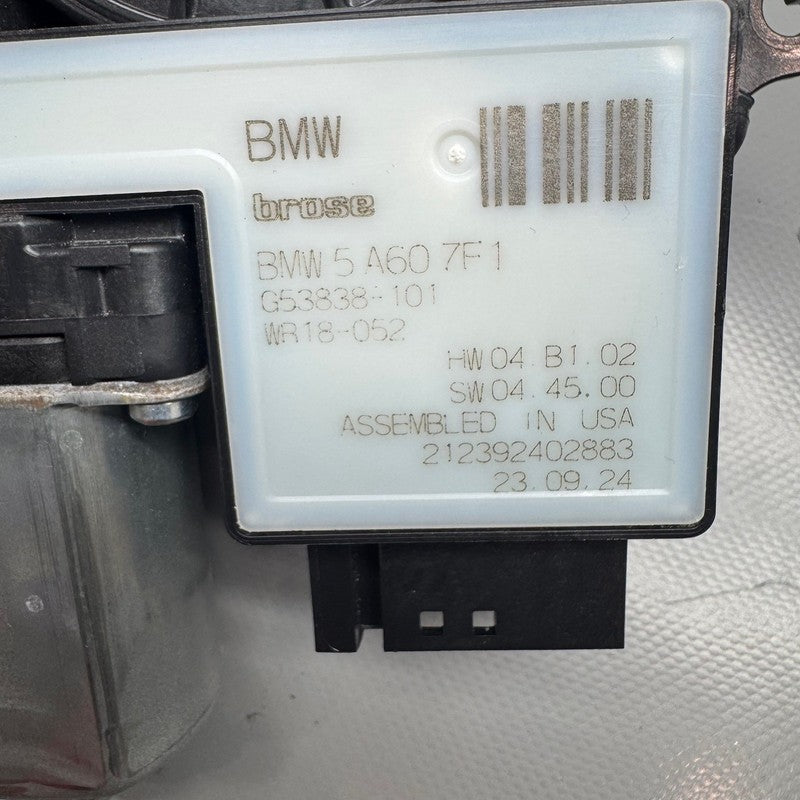 BMW
brose
BMW 5 A60 7F1
G53838-101
WR18-052
HW 04.B1.02
SW 04.45.00
ASSEMBLED IN USA
212392402883
23.09.24